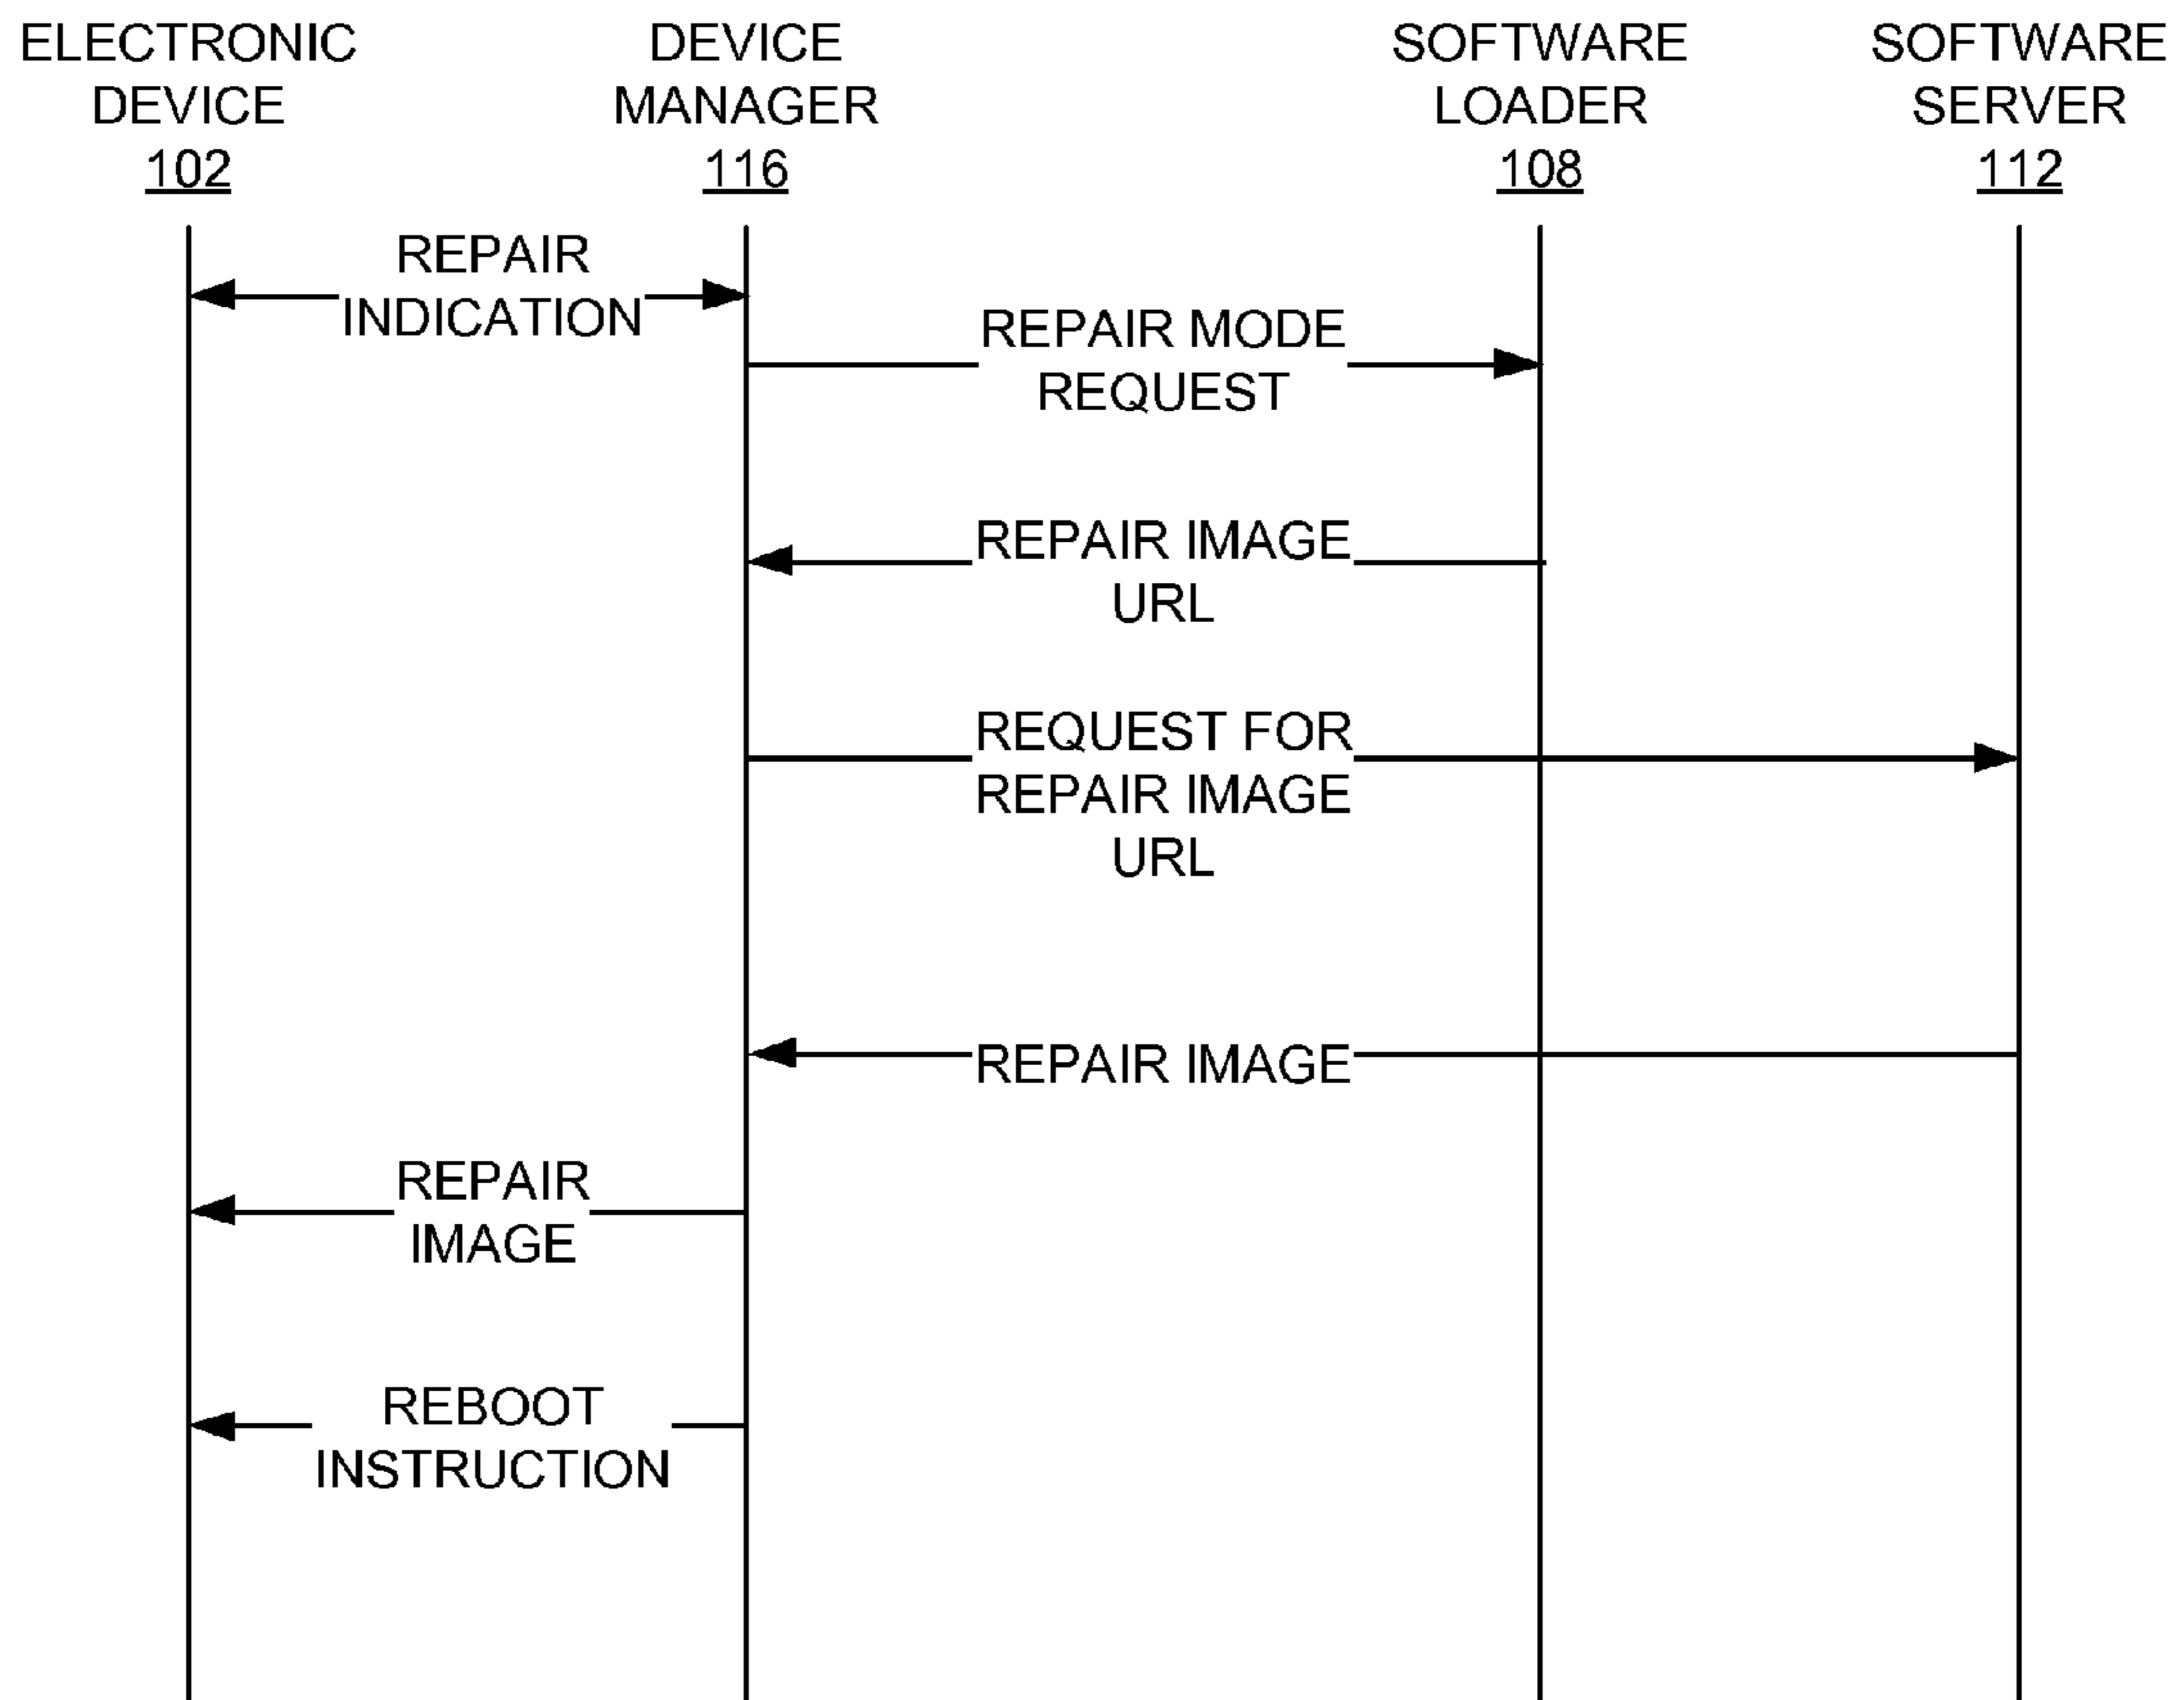 ELECTRONIC
DEVICE
102
DEVICE
MANAGER
116
SOFTWARE
LOADER
108
SOFTWARE
SERVER
112
REPAIR
INDICATION
REPAIR MODE
REQUEST
REPAIR IMAGE
URL
REQUEST FOR
REPAIR IMAGE
URL
REPAIR IMAGE
REPAIR
IMAGE
REBOOT
INSTRUCTION